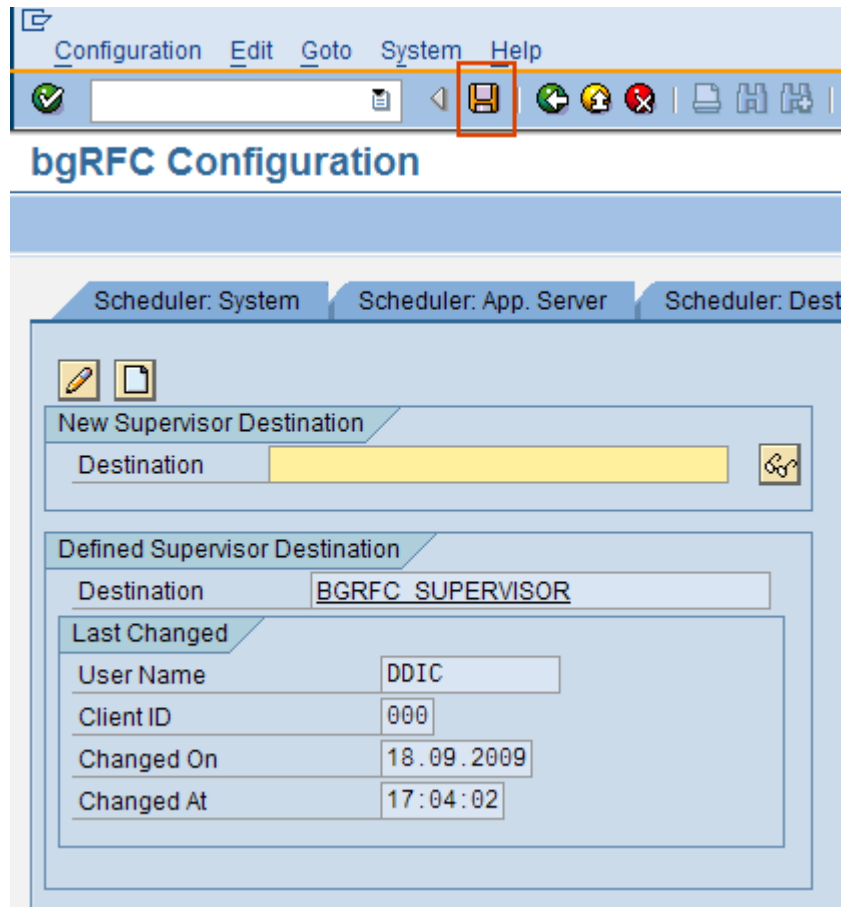 Configuration Edit Goto System Help
bgRFC Configuration
Scheduler: System Scheduler: App. Server Scheduler: Dest
New Supervisor Destination
Destination
Defined Supervisor Destination
Destination BGRFC_SUPERVISOR
Last Changed
User Name DDIC
Client ID 000
Changed On 18.09.2009
Changed At 17:04:02